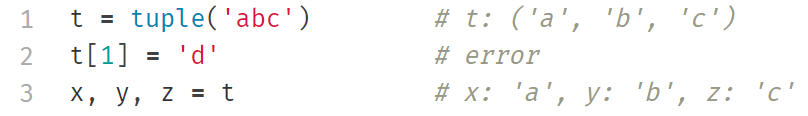 1 t = tuple('abc') # t: ('a', 'b', 'c')
2 t[1] = 'd' # error
3 x, y, z = t # x: 'a', y: 'b', z: 'c'